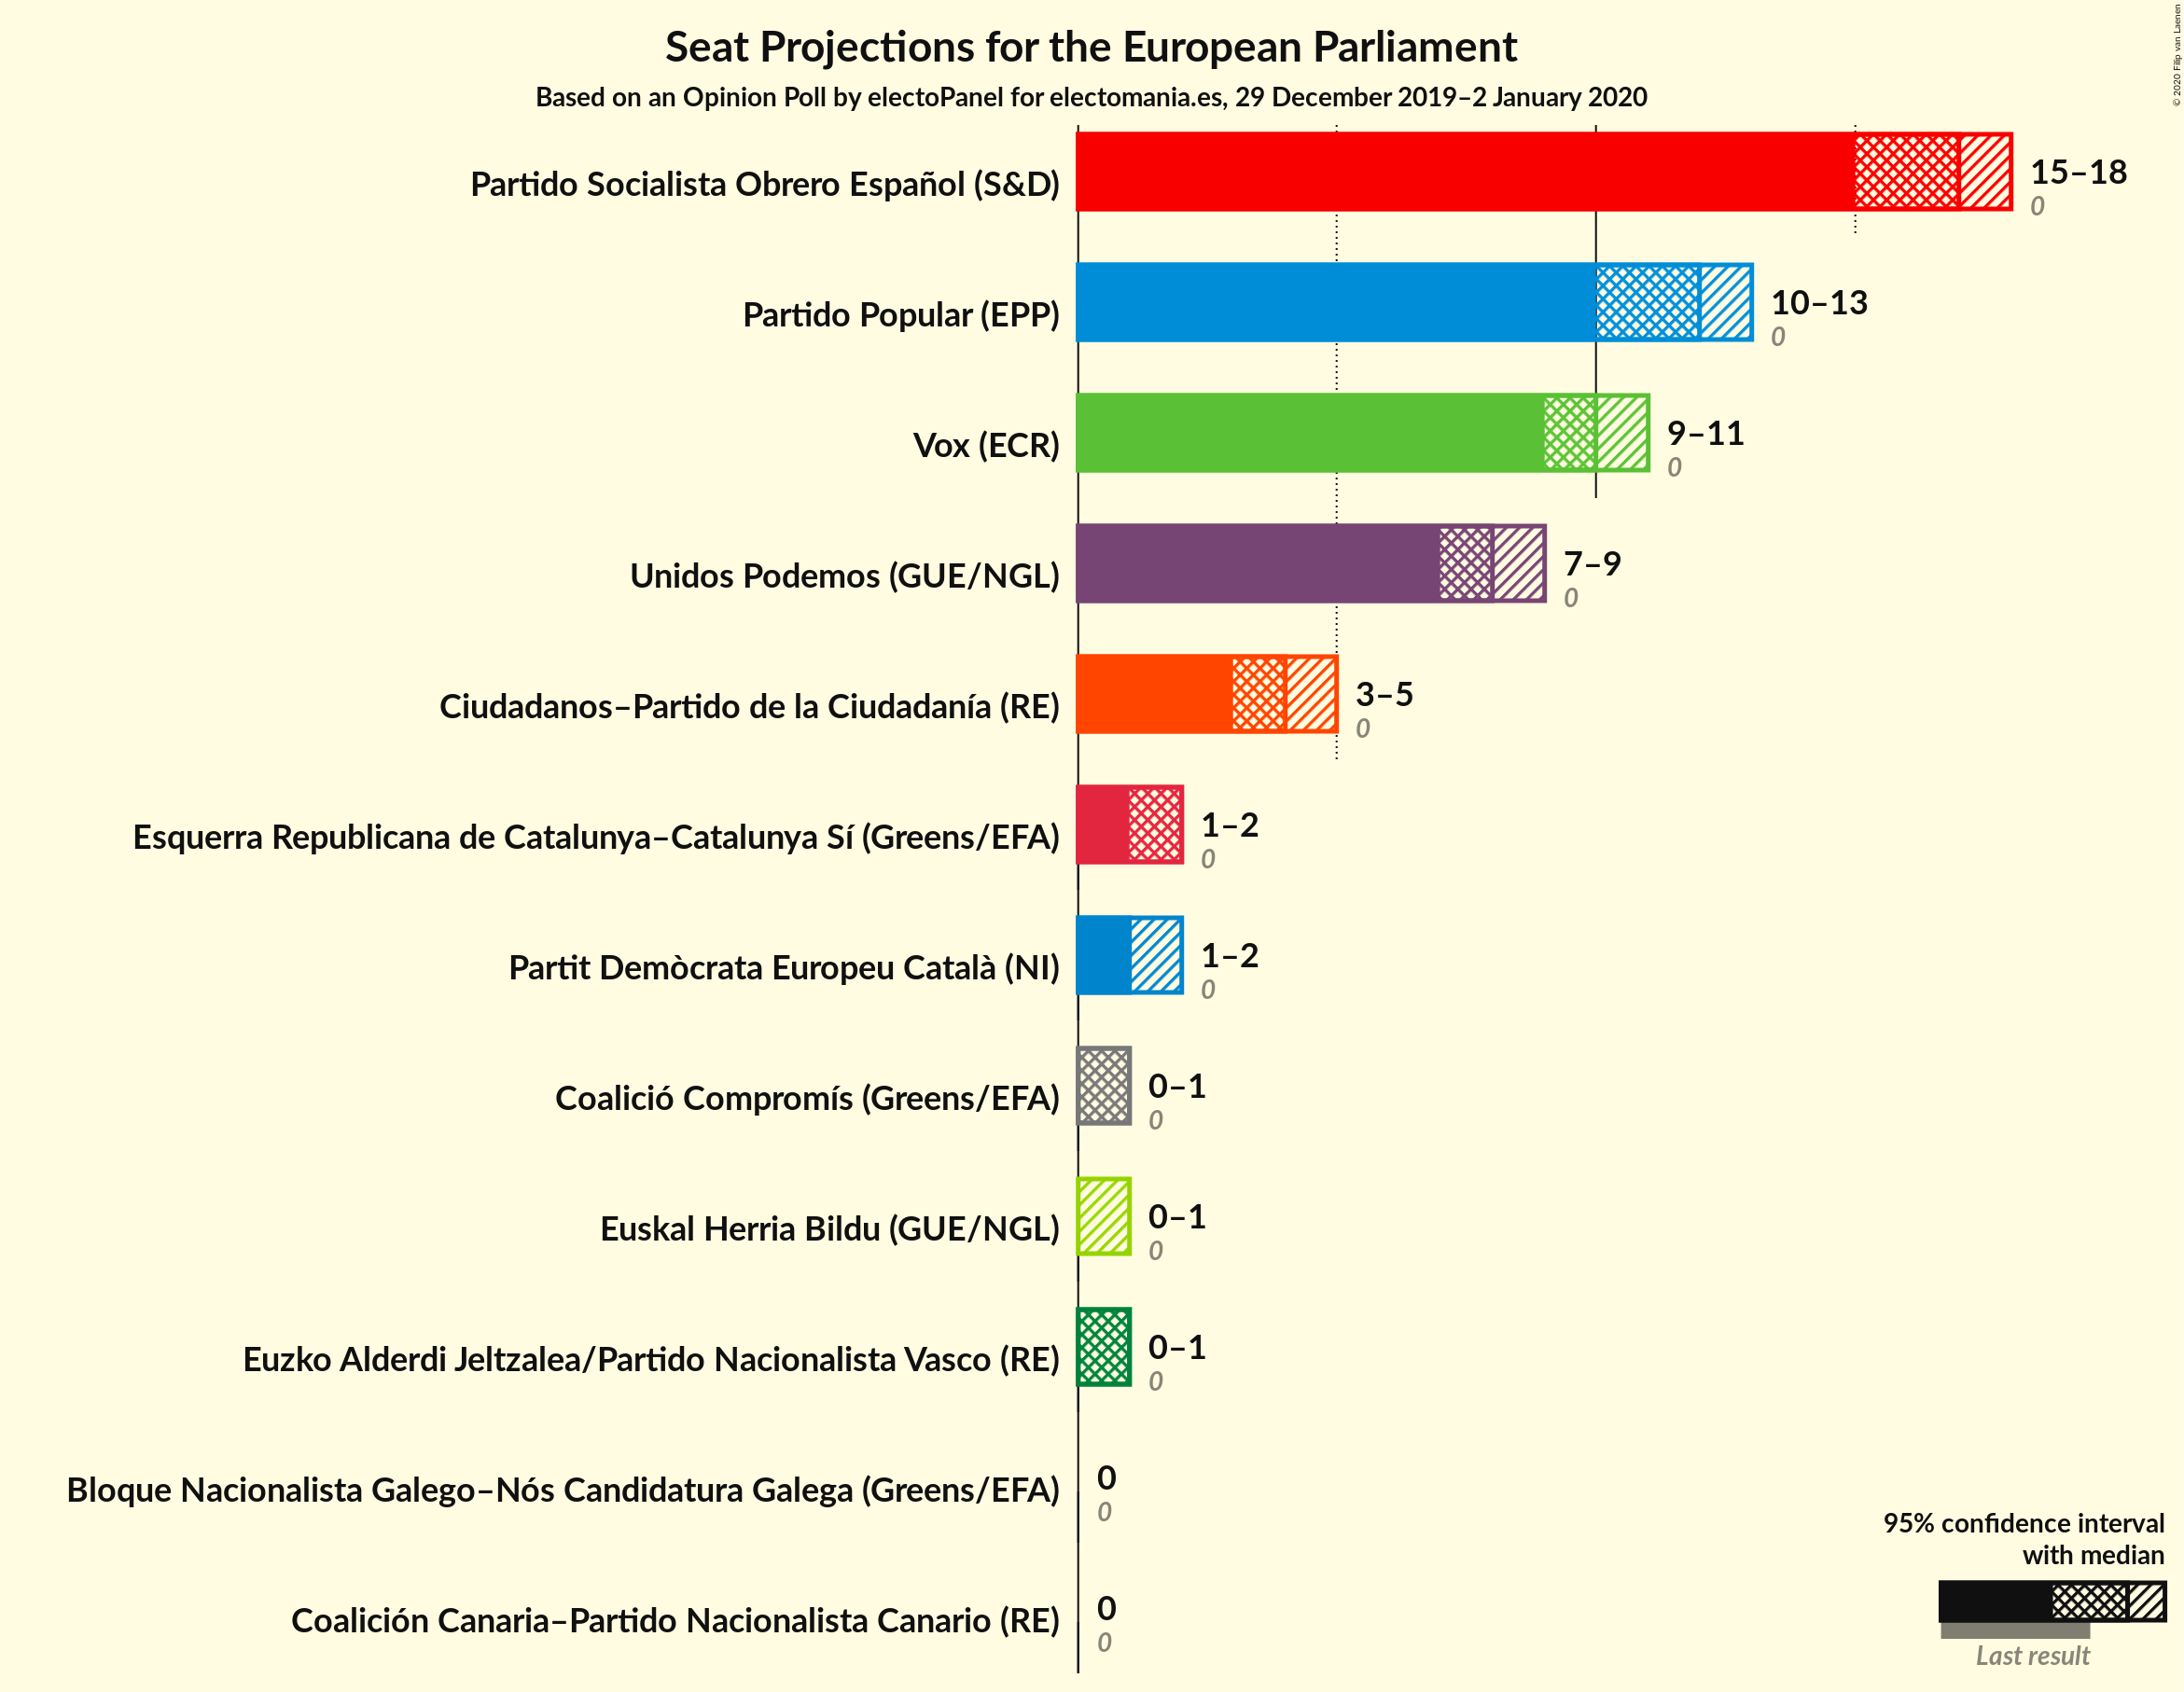 Seat Projections for the European Parliament
Based on an Opinion Poll by electoPanel for electomania.es, 29 December 2019–2 January 2020
© 2020 Filip van Laenen
Partido Socialista Obrero Español (S&D)
15–18
0
Partido Popular (EPP)
10–13
0
Vox (ECR)
9–11
0
Unidos Podemos (GUE/NGL)
7–9
0
Ciudadanos–Partido de la Ciudadanía (RE)
3–5
0
Esquerra Republicana de Catalunya–Catalunya Sí (Greens/EFA)
1–2
0
Partit Demòcrata Europeu Català (NI)
1–2
0
Coalició Compromís (Greens/EFA)
0–1
0
Euskal Herria Bildu (GUE/NGL)
0–1
0
Euzko Alderdi Jeltzalea/Partido Nacionalista Vasco (RE)
0–1
0
Bloque Nacionalista Galego–Nós Candidatura Galega (Greens/EFA)
0
0
Coalición Canaria–Partido Nacionalista Canario (RE)
0
0
95% confidence interval
with median
Last result